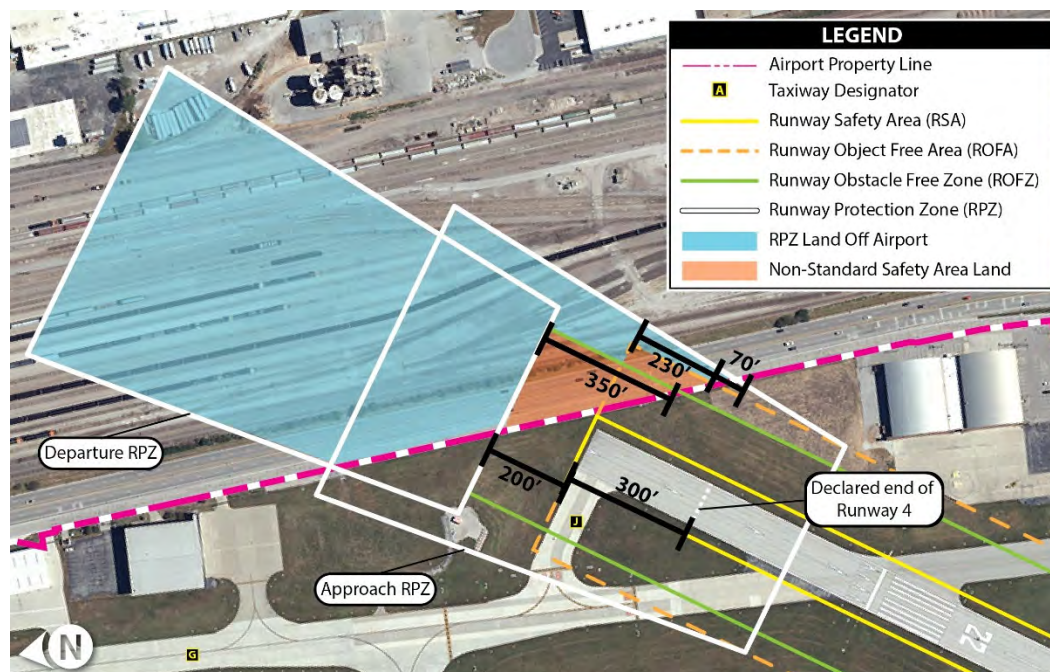 LEGEND
Airport Property Line
A
Taxiway Designator
Runway Safety Area (RSA)
Runway Object Free Area (ROFA)
Runway Obstacle Free Zone (ROFZ)
Runway Protection Zone (RPZ)
RPZ Land Off Airport
Non-Standard Safety Area Land
230’
70’
350’
Departure RPZ
200’
300’
Declared end of
Runway 4
J
Approach RPZ
22
N
G